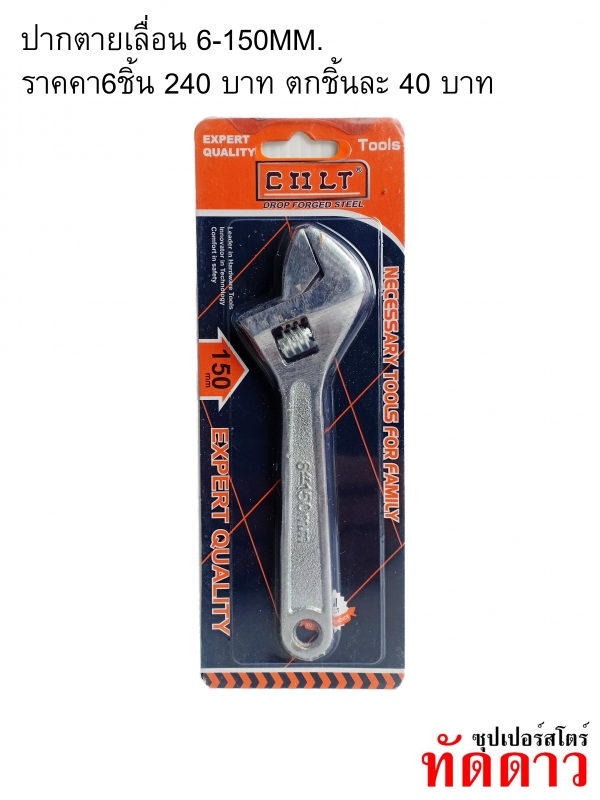 ปากตายเลื่อน 6-150MM.
ราคคา6ชิ้น 240 บาท ตกชิ้นละ 40 บาท
EXPERT QUALITY
Tools
CHLT®
DROP FORGED STEEL
Leader in Hardware Tools
Innovator in Technology
Comfort in safety
150 mm
EXPERT QUALITY
NECESSARY TOOLS FOR FAMILY
6"-150mm
ซุปเปอร์สโตร์
ทัดดาว